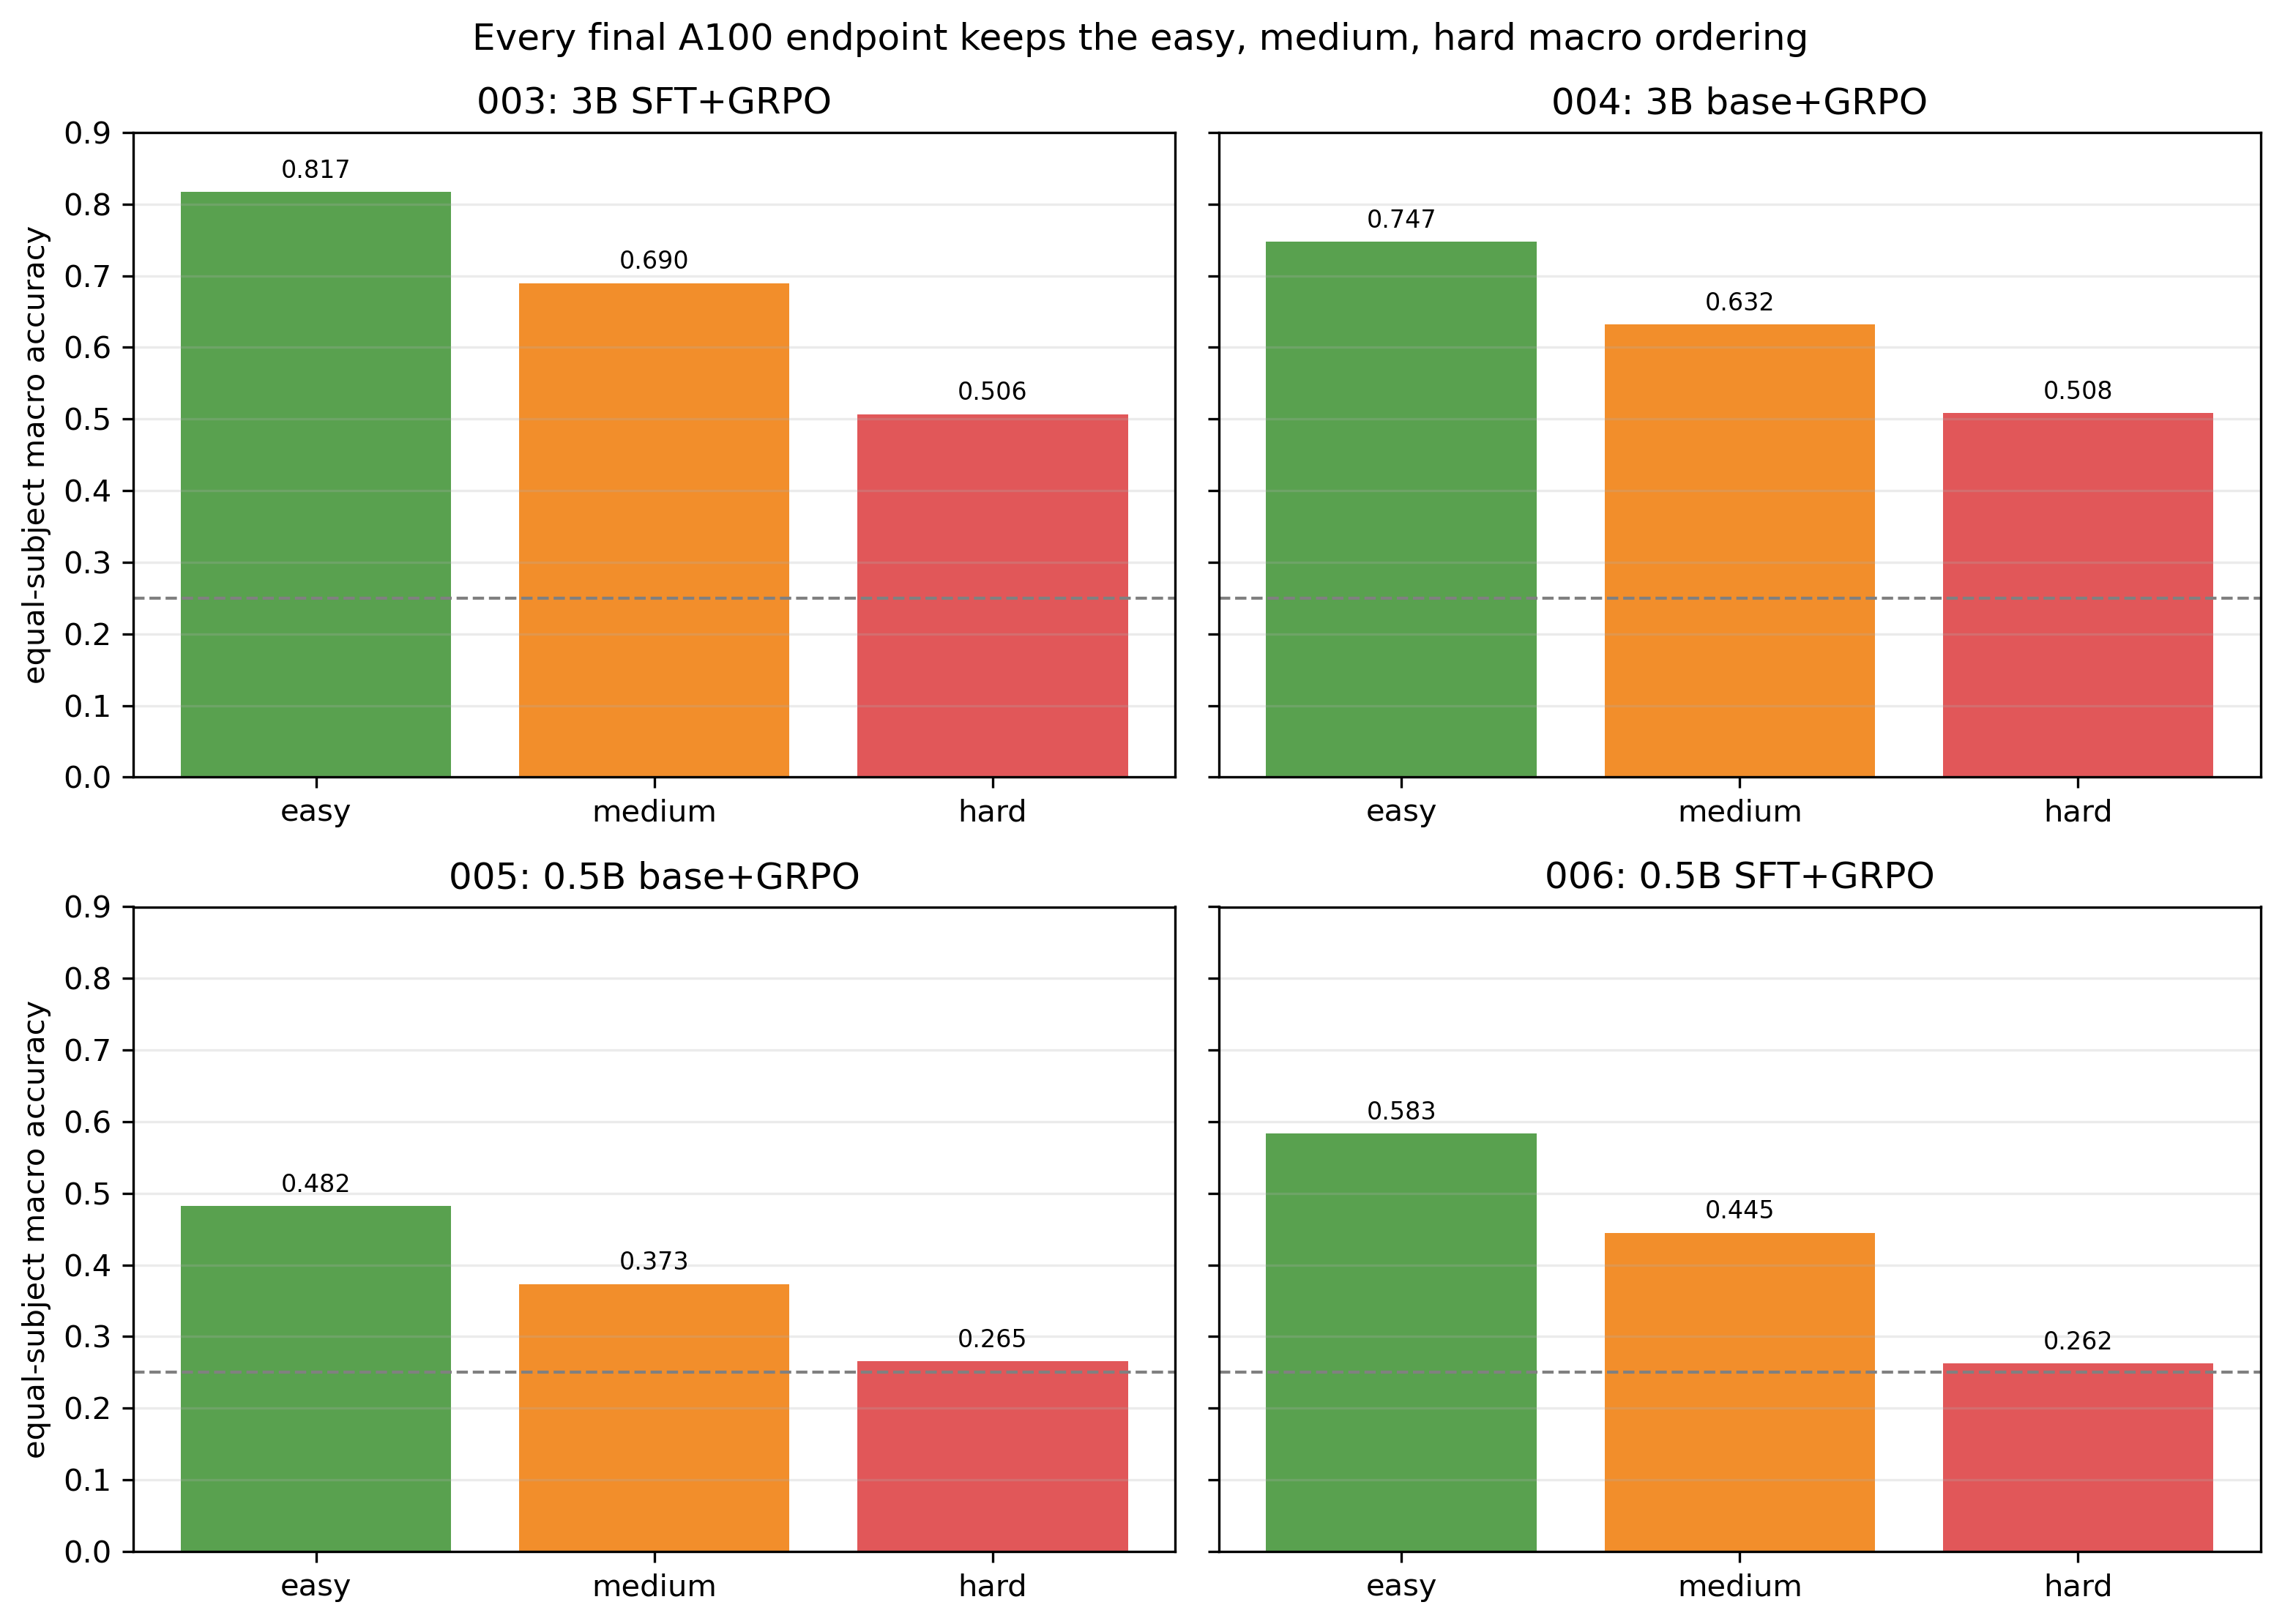 Every final A100 endpoint keeps the easy, medium, hard macro ordering
003: 3B SFT+GRPO
equal-subject macro accuracy
0.9
0.8
0.7
0.6
0.5
0.4
0.3
0.2
0.1
0.0
0.817
0.690
0.506
easy medium hard
004: 3B base+GRPO
0.747
0.632
0.508
easy medium hard
005: 0.5B base+GRPO
equal-subject macro accuracy
0.9
0.8
0.7
0.6
0.5
0.4
0.3
0.2
0.1
0.0
0.482
0.373
0.265
easy medium hard
006: 0.5B SFT+GRPO
0.583
0.445
0.262
easy medium hard